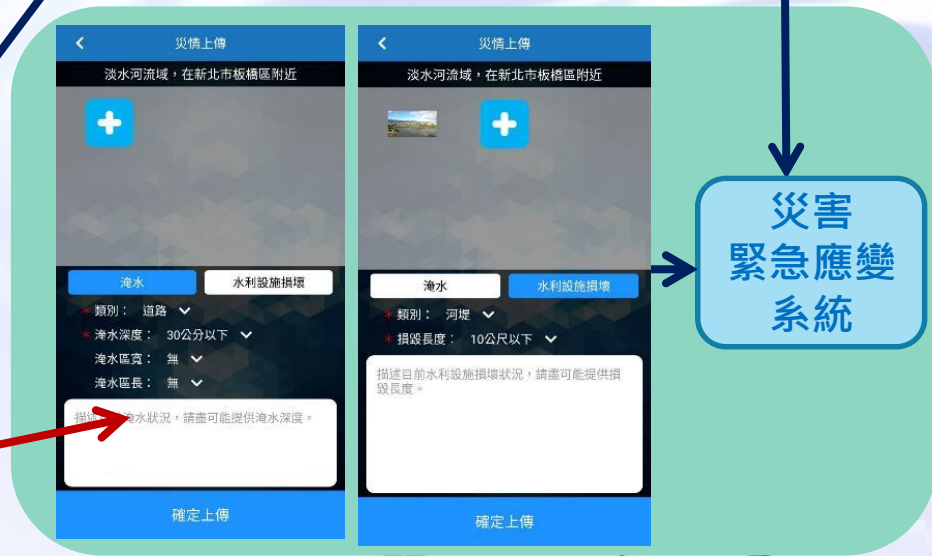 災情上傳
淡水河流域，在新北市板橋區附近
淹水
水利設施損壞
*類別： 道路
*淹水深度： 30公分以下
淹水區寬： 無
淹水區長： 無
描述 淹水狀況，請盡可能提供淹水深度。
確定上傳
災情上傳
淡水河流域，在新北市板橋區附近
淹水
水利設施損壞
*類別： 河堤
*損毀長度： 10公尺以下
描述目前水利設施損壞狀況，請盡可能提供損
毀長度。
確定上傳
災害
緊急應變
系統